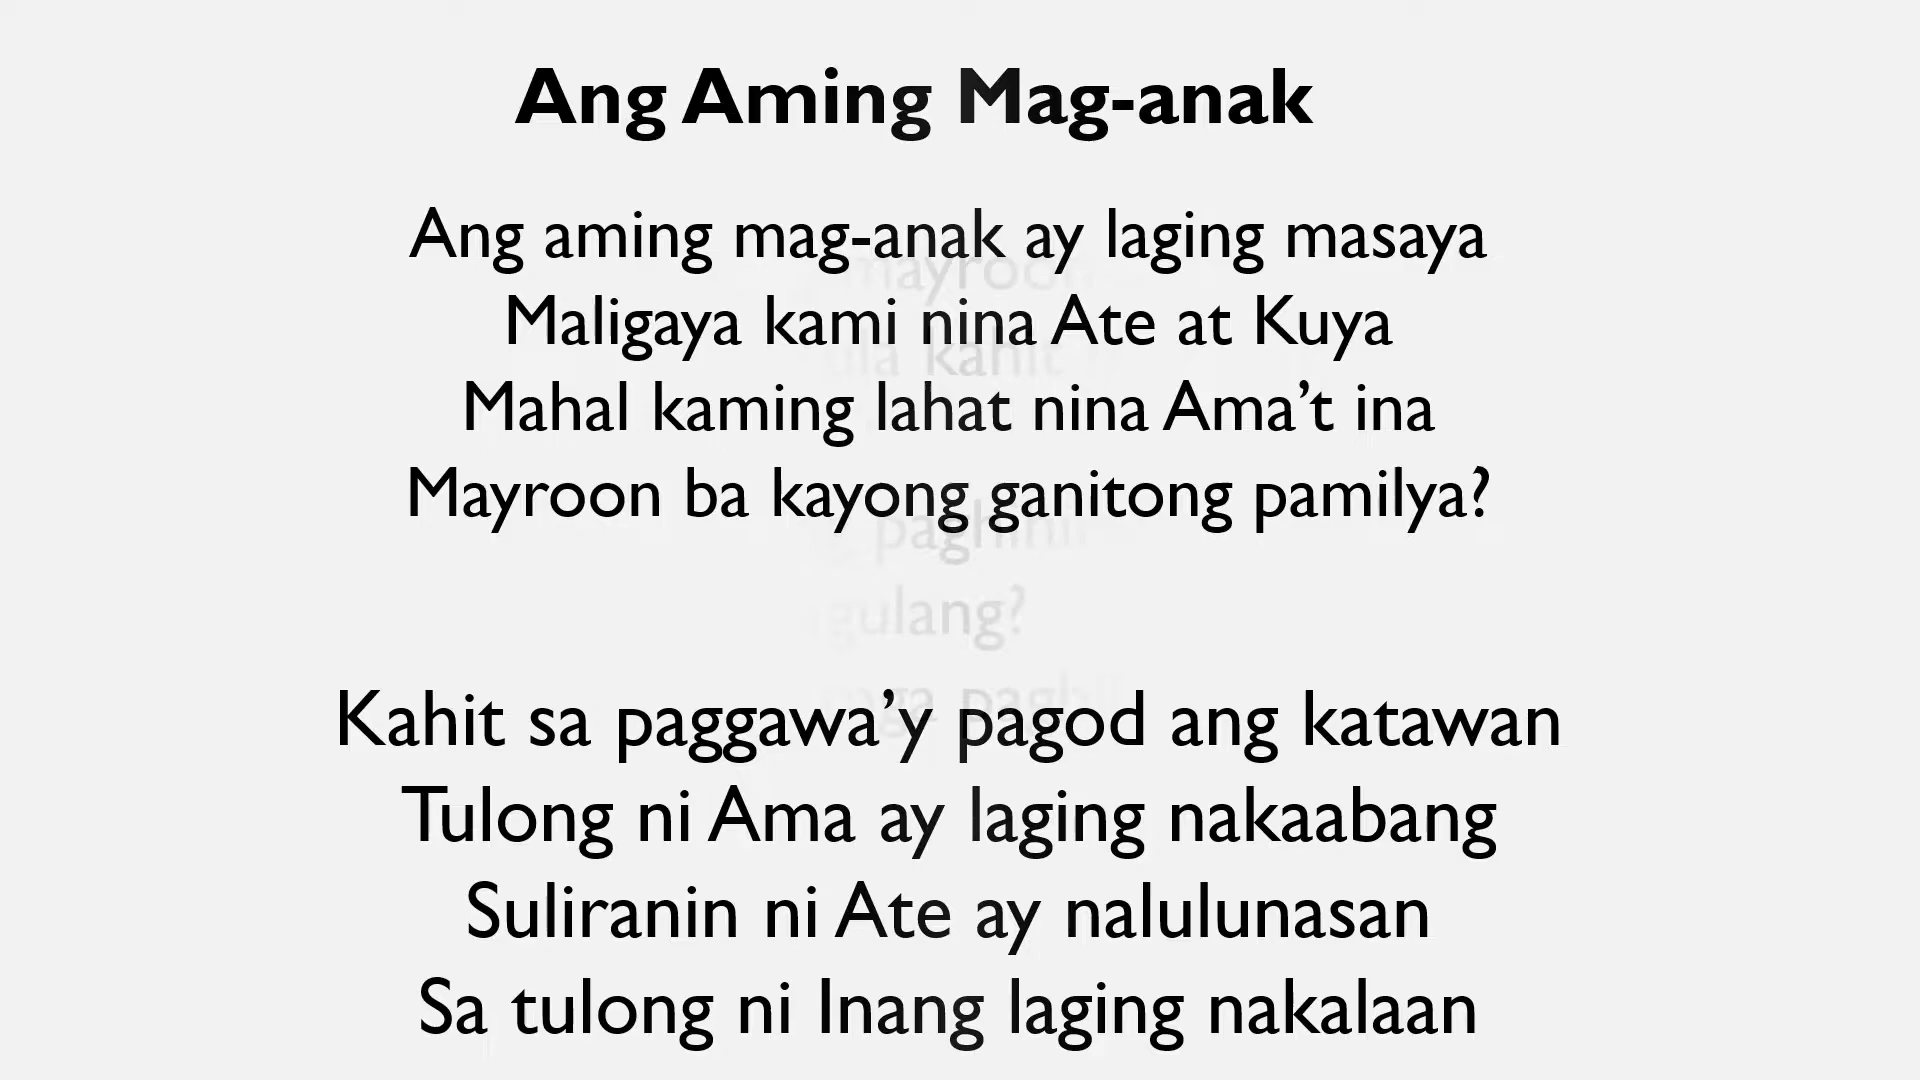 Ang Aming Mag-anak
Ang aming mag-anak ay laging masaya
mayroon
Maligaya kami nina Ate at Kuya
kahit
Mahal kaming lahat nina Ama’t ina
Mayroon ba kayong ganitong pamilya?
Kahit sa paggawa’y pagod ang katawan
Tulong ni Ama ay laging nakaabang
Suliranin ni Ate ay nalulunasan
Sa tulong ni Inang laging nakalaan